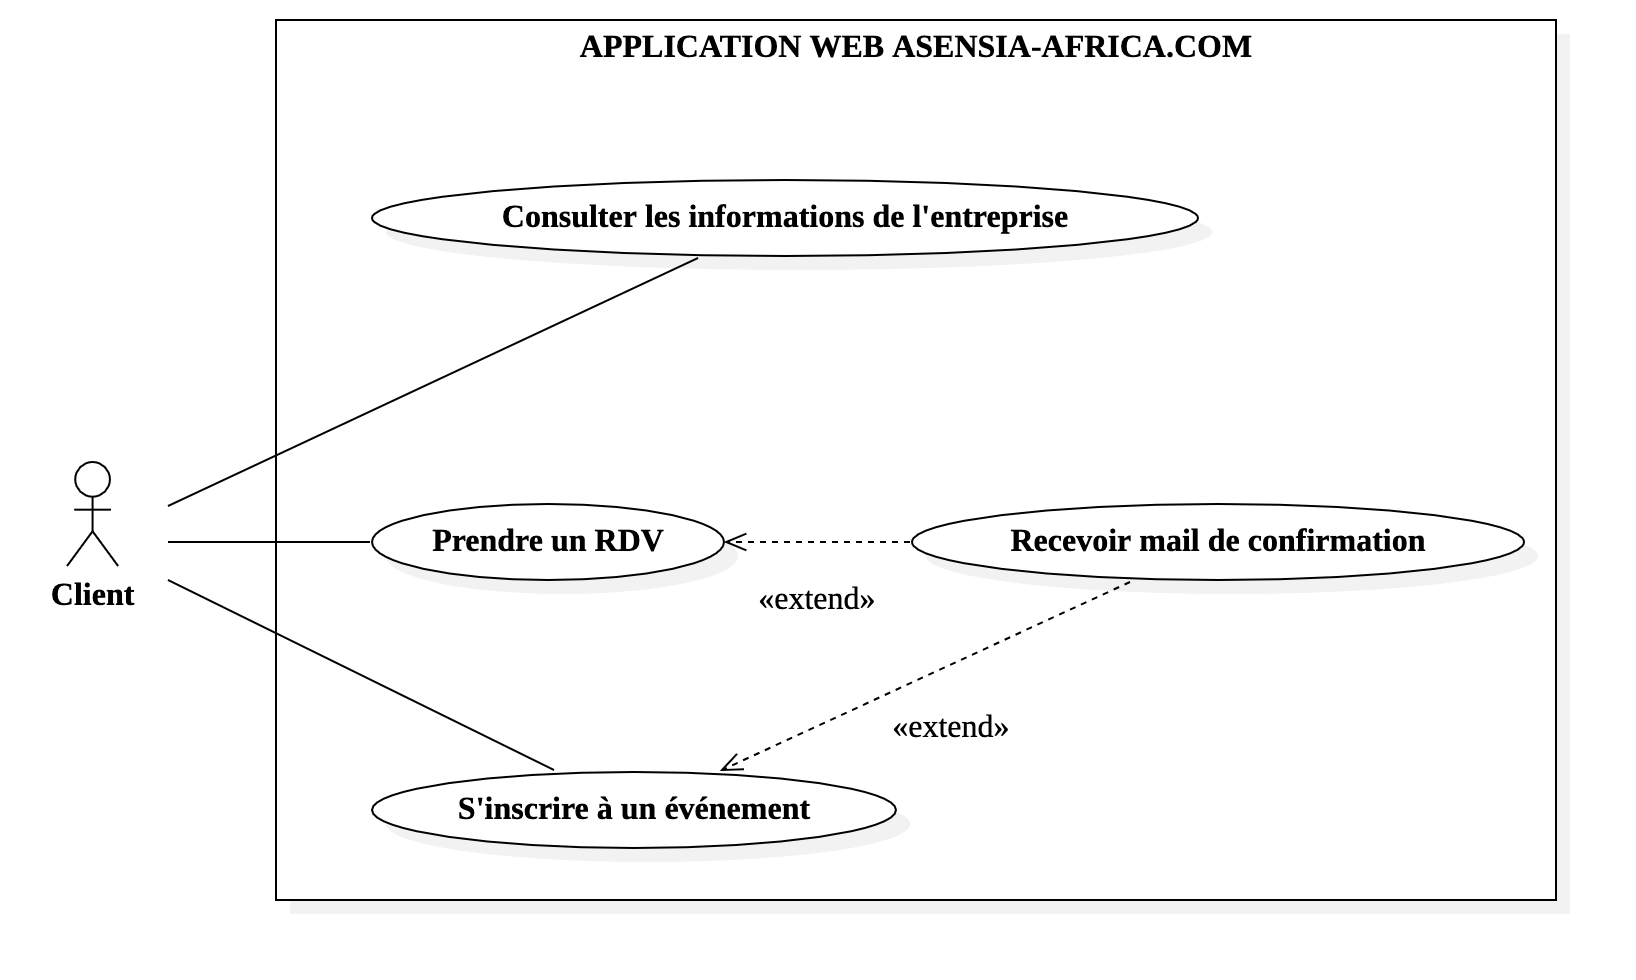 APPLICATION WEB ASENSIA-AFRICA.COM
Consulter les informations de l'entreprise
Prendre un RDV
Recevoir mail de confirmation
Client
«extend»
«extend»
S'inscrire à un événement